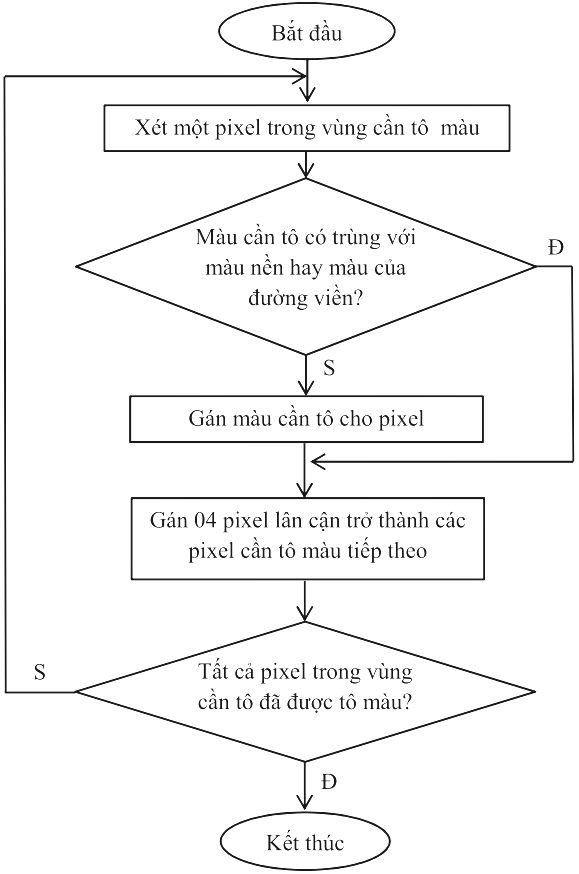 Bắt đầu
Xét một pixel trong vùng cần tô màu
Màu cần tô có trùng với
màu nền hay màu của
đường viền?
Đ
S
Gán màu cần tô cho pixel
Gán 04 pixel lân cận trở thành các
pixel cần tô màu tiếp theo
Tất cả pixel trong vùng
cần tô đã được tô màu?
S
Đ
Kết thúc